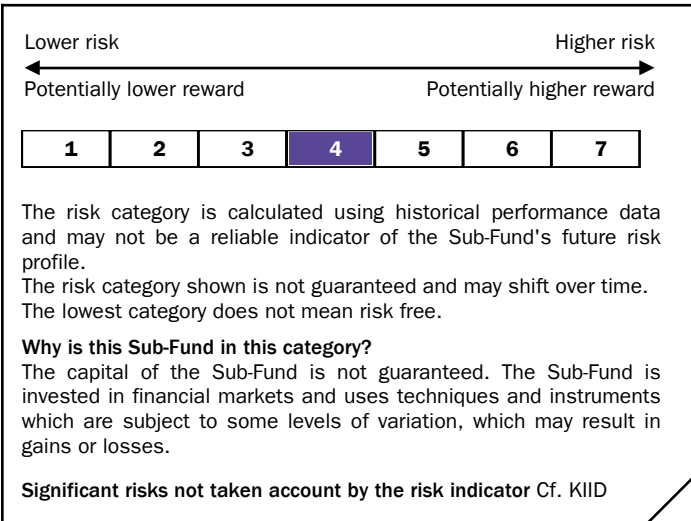 Lower risk Higher risk
Potentially lower reward Potentially higher reward
1 2 3 4 5 6 7
The risk category is calculated using historical performance data
and may not be a reliable indicator of the Sub-Fund's future risk
profile.
The risk category shown is not guaranteed and may shift over time.
The lowest category does not mean risk free.
Why is this Sub-Fund in this category?
The capital of the Sub-Fund is not guaranteed. The Sub-Fund is
invested in financial markets and uses techniques and instruments
which are subject to some levels of variation, which may result in
gains or losses.
Significant risks not taken account by the risk indicator Cf. KIID